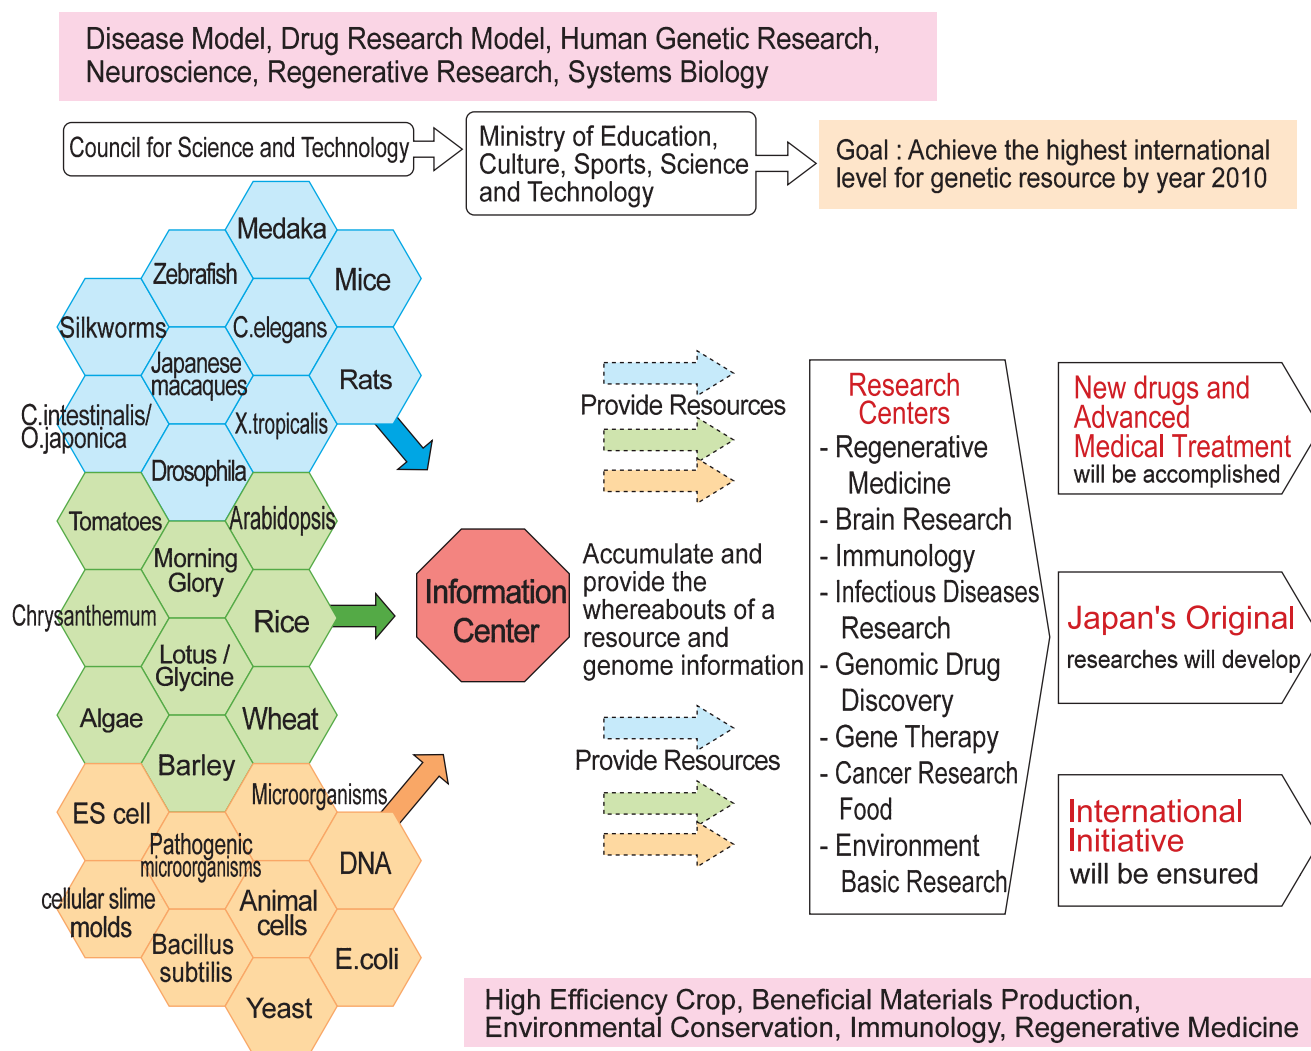 Disease Model, Drug Research Model, Human Genetic Research,
Neuroscience, Regenerative Research, Systems Biology
Council for Science and Technology
Ministry of Education,
Culture, Sports, Science
and Technology
Goal : Achieve the highest international
level for genetic resource by year 2010
Medaka
Zebrafish
Mice
Silkworms
C.elegans
Japanese
macaques
Rats
C.intestinalis/
O.japonica
X.tropicalis
Drosophila
Tomatoes
Arabidopsis
Morning
Glory
Chrysanthemum
Rice
Lotus /
Glycine
Algae
Wheat
Barley
ES cell
Microorganisms
Pathogenic
microorganisms
DNA
cellular slime
molds
Animal
cells
Bacillus
subtilis
E.coli
Yeast
Information
Center
Provide Resources
Accumulate and
provide the
whereabouts of a
resource and
genome information
Provide Resources
Research
Centers
- Regenerative
Medicine
- Brain Research
- Immunology
- Infectious Diseases
Research
- Genomic Drug
Discovery
- Gene Therapy
- Cancer Research
Food
- Environment
Basic Research
New drugs and
Advanced
Medical Treatment
will be accomplished
Japan's Original
researches will develop
International
Initiative
will be ensured
High Efficiency Crop, Beneficial Materials Production,
Environmental Conservation, Immunology, Regenerative Medicine